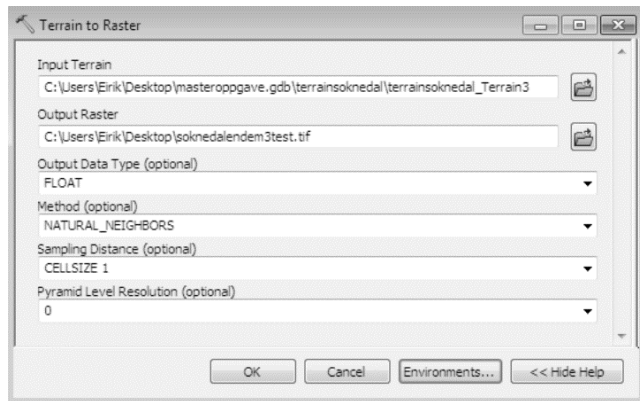 Terrain to Raster
Input Terrain
C:\Users\Eirik\Desktop\masteroppgave.gdb\terrainsoknedal\terrainsoknedal_Terrain3
Output Raster
C:\Users\Eirik\Desktop\soknedalendem3test.tif
Output Data Type (optional)
FLOAT
Method (optional)
NATURAL_NEIGHBORS
Sampling Distance (optional)
CELLSIZE 1
Pyramid Level Resolution (optional)
0
OK Cancel Environments... << Hide Help